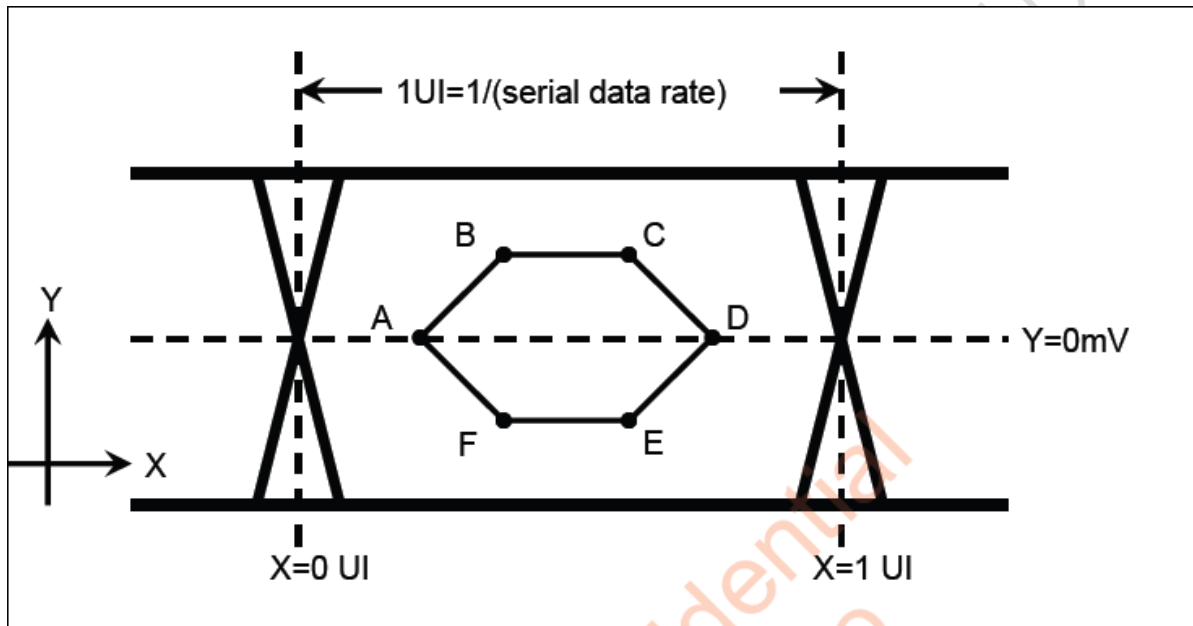 1UI=1/(serial data rate)
B
C
Y
A
D
Y=0mV
F
E
X
X=0 UI
X=1 UI